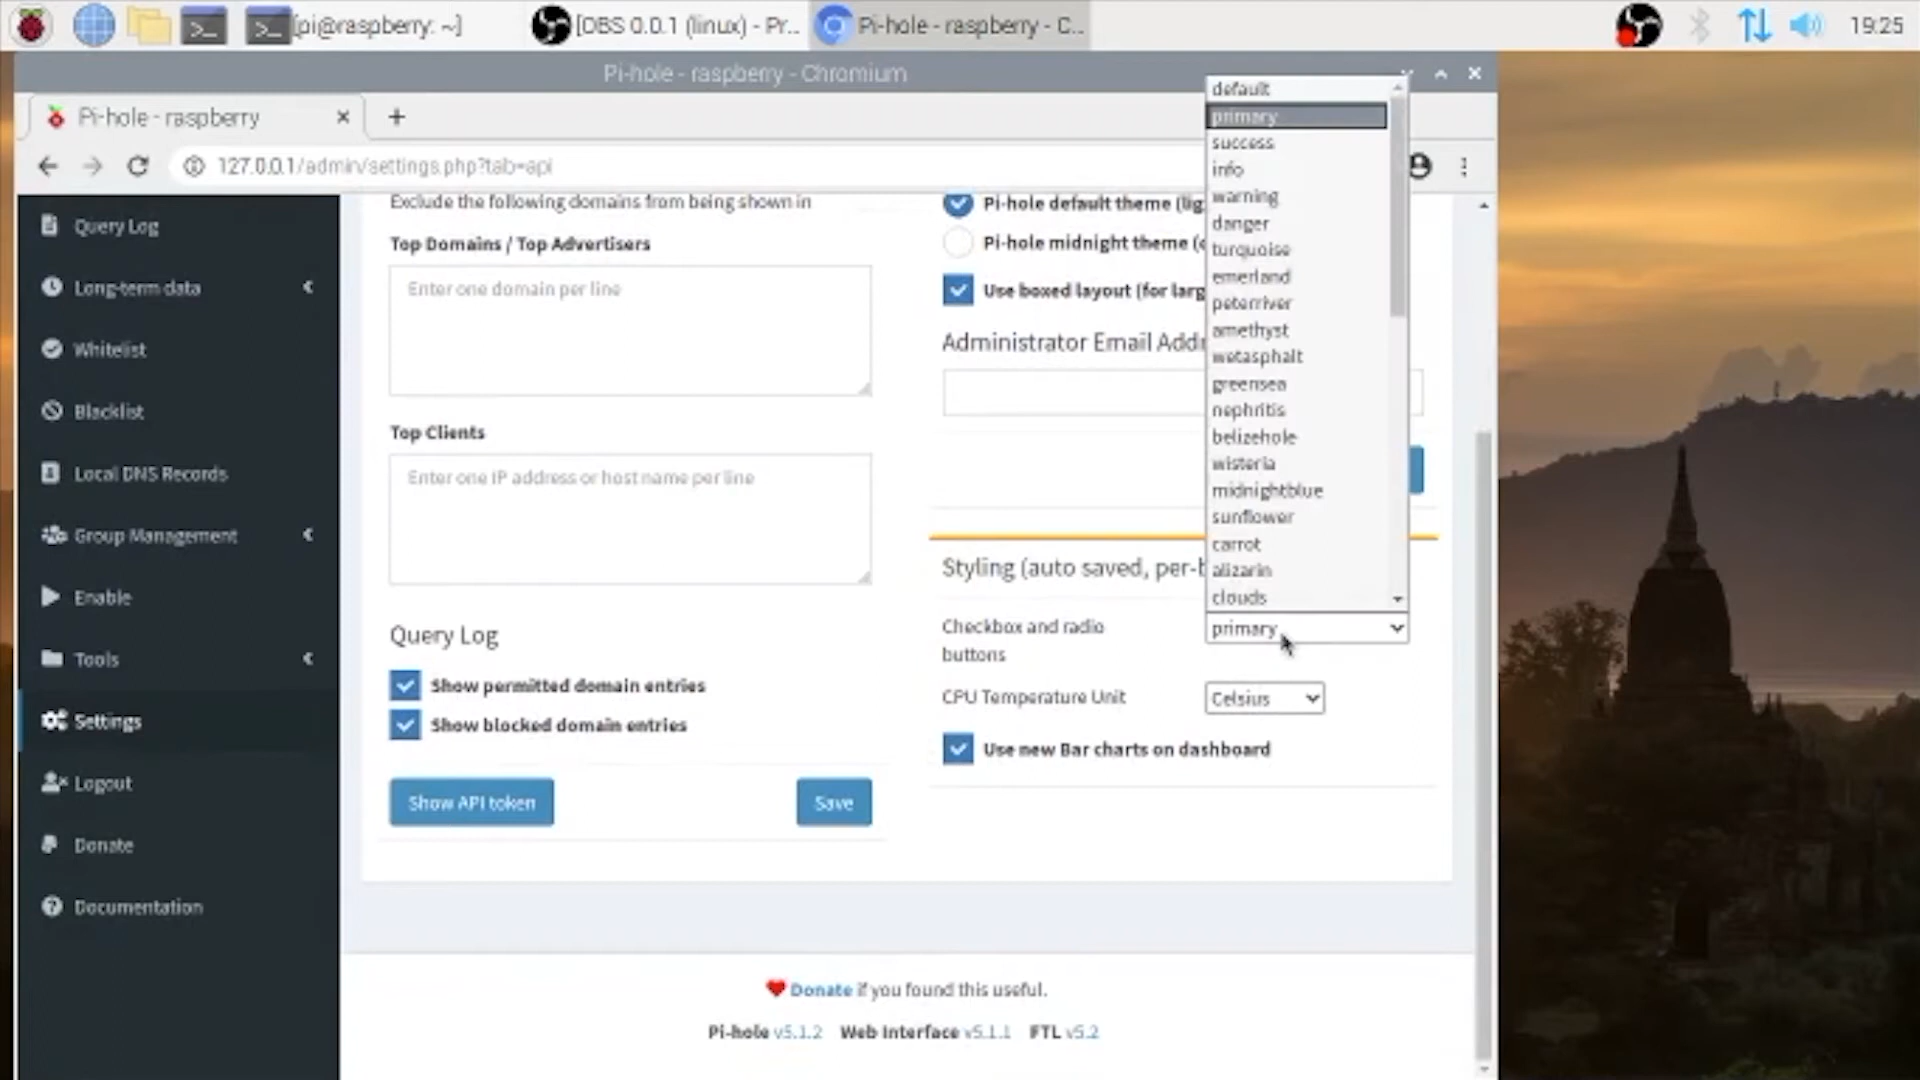 [pi@raspberry: ~]
[OBS 0.0.1 (linux) - Pr...
Pi-hole - raspberry - C...
19:25
Pi-hole - raspberry - Chromium
Pi-hole - raspberry
127.0.0.1/admin/settings.php?tab=api
Query Log
Long-term data
Whitelist
Blacklist
Local DNS Records
Group Management
Enable
Tools
Settings
Logout
Donate
Documentation
Exclude the following domains from being shown in
Top Domains / Top Advertisers
Enter one domain per line
Top Clients
Enter one IP address or host name per line
Query Log
Show permitted domain entries
Show blocked domain entries
Show API token
Save
Pi-hole default theme (lig
Pi-hole midnight theme (
Use boxed layout (for larg
Administrator Email Addr
Styling (auto saved, per-b
Checkbox and radio
buttons
primary
CPU Temperature Unit
Celsius
Use new Bar charts on dashboard
default
primary
success
info
warning
danger
turquoise
emerland
peterriver
amethyst
wetasphalt
greensea
nephritis
belizehole
wisteria
midnightblue
sunflower
carrot
alizarin
clouds
Donate if you found this useful.
Pi-hole v5.1.2 Web Interface v5.1.1 FTL v5.2